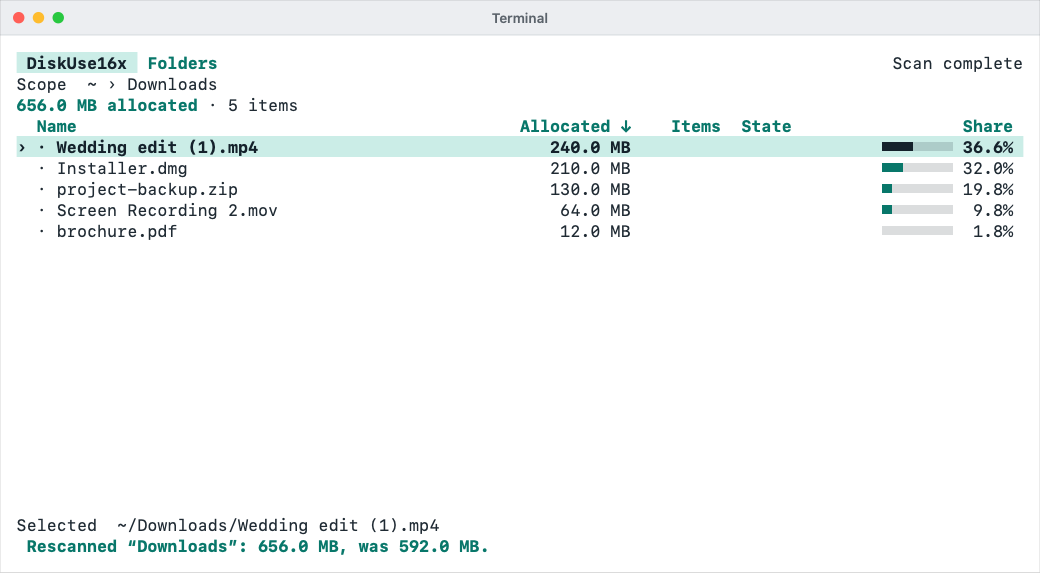 Terminal
DiskUse16x Folders Scan complete
Scope ~ › Downloads
656.0 MB allocated · 5 items
Name Allocated ↓ Items State Share
› · Wedding edit (1).mp4 240.0 MB 36.6%
· Installer.dmg 210.0 MB 32.0%
· project-backup.zip 130.0 MB 19.8%
· Screen Recording 2.mov 64.0 MB 9.8%
· brochure.pdf 12.0 MB 1.8%
Selected ~/Downloads/Wedding edit (1).mp4
Rescanned “Downloads”: 656.0 MB, was 592.0 MB.